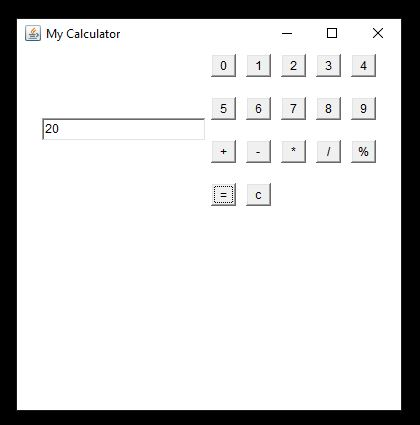 My Calculator
0 1 2 3 4
5 6 7 8 9
20
+ - * / %
= c